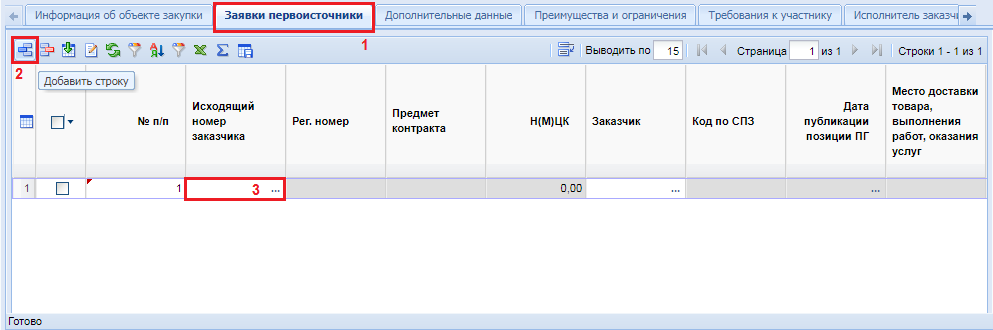 Информация об объекте закупки Заявки первоисточники Дополнительные данные Преимущества и ограничения Требования к участнику Исполнитель заказчи
1
Выводить по 15 Страница 1 из 1 Строки 1 - 1 из 1
2
Добавить строку
№ п/п
Исходящий
номер
заказчика
Рег. номер
Предмет
контракта
Н(М)ЦК
Заказчик
Код по СПЗ
Дата
публикации
позиции ПГ
Место доставки
товара,
выполнения
работ, оказания
услуг
1 1 3 ... 0,00 ... ...
Готово